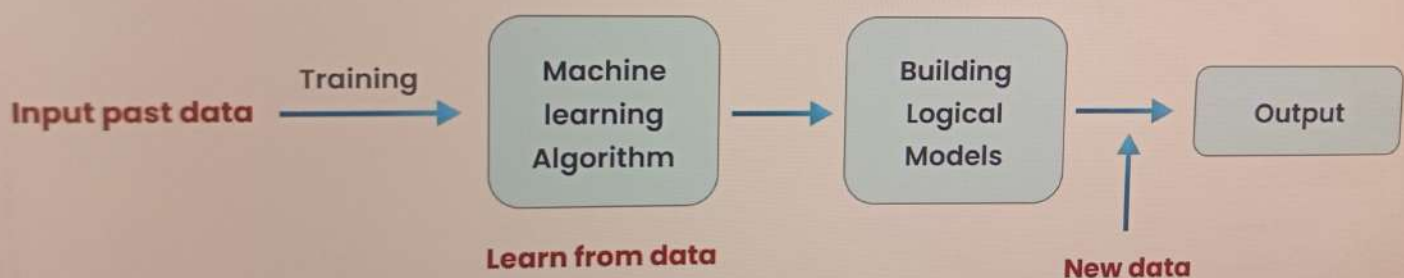 Input past data
Training
Machine
learning
Algorithm
Learn from data
Building
Logical
Models
New data
Output